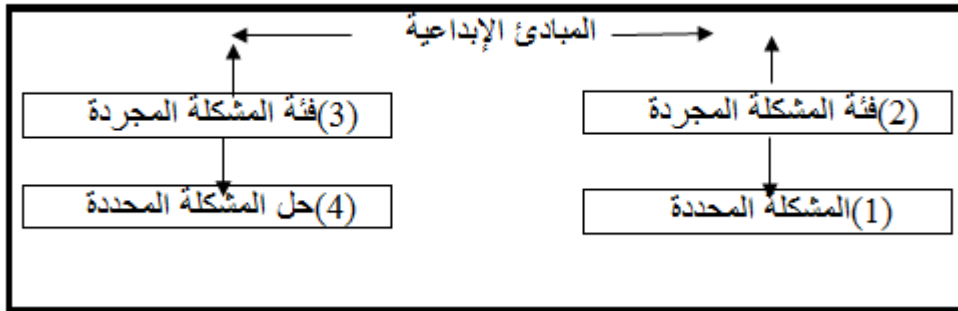 المبادئ الإبداعية
(2)فئة المشكلة المجردة
(3)فئة المشكلة المجردة
(1)المشكلة المحددة
(4)حل المشكلة المحددة